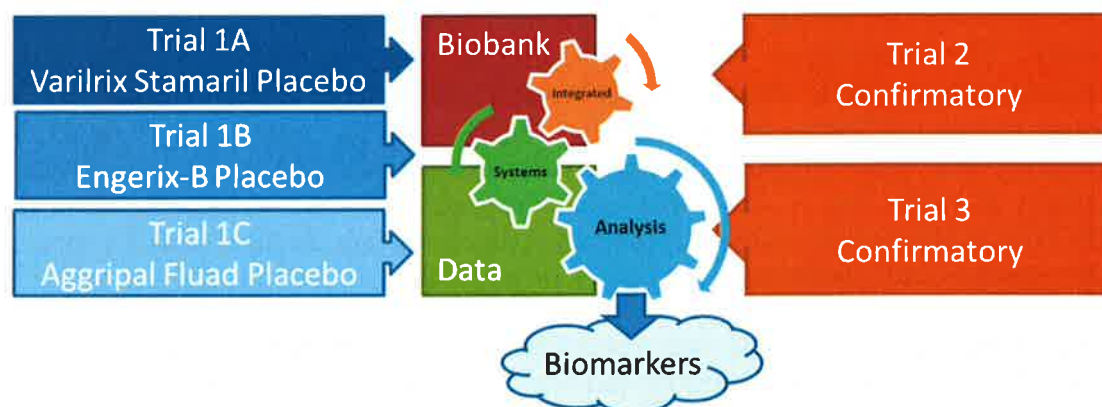 Trial 1A
Varilrix Stamaril Placebo
Trial 1B
Engerix-B Placebo
Trial 1C
Aggripal Fluad Placebo
Biobank
Integrated
Systems
Analysis
Data
Biomarkers
Trial 2
Confirmatory
Trial 3
Confirmatory